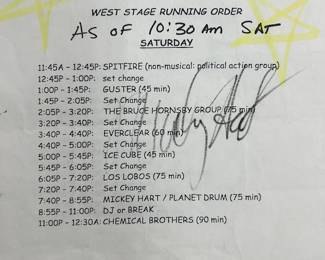 WEST STAGE RUNNING ORDER
AS OF 10:30 AM SAT
SATURDAY
11:45A - 12:45P: SPITFIRE (non-musical: political action group)
12:45P - 1:00P: set change
1:00P - 1:45P: GUSTER (45 min)
1:45P - 2:05P: Set Change
2:05P - 3:20P: THE BRUCE HORNSBY GROUP (75 min)
3:20P - 3:40P: Set Change
3:40P - 4:40P: EVERCLEAR (60 min)
4:40P - 5:00P: Set Change
5:00P - 5:45P: ICE CUBE (45 min)
5:45P - 6:05P: Set Change
6:05P - 7:20P: LOS LOBOS (75 min)
7:20P - 7:40P: Set Change
7:40P - 8:55P: MICKEY HART / PLANET DRUM (75 min)
8:55P - 11:00P: DJ or BREAK
11:00P - 12:30A: CHEMICAL BROTHERS (90 min)